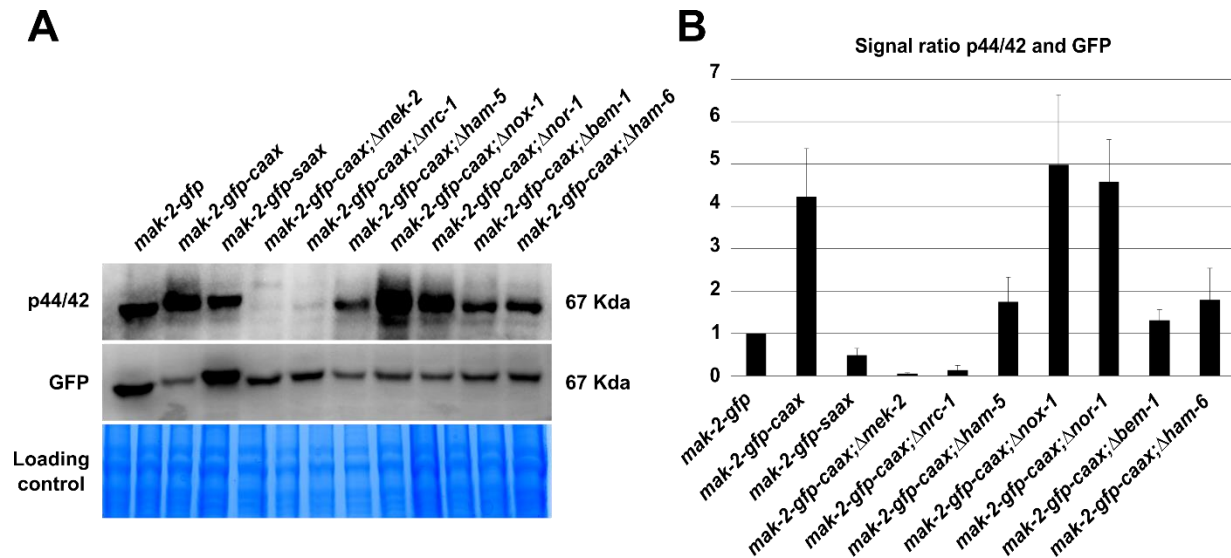 A
mak-2-gfp
mak-2-gfp-caax
mak-2-gfp-saax
mak-2-gfp-caax;Δmek-2
mak-2-gfp-caax;Δnrc-1
mak-2-gfp-caax;Δham-5
mak-2-gfp-caax;Δnox-1
mak-2-gfp-caax;Δnor-1
mak-2-gfp-caax;Δbem-1
mak-2-gfp-caax;Δham-6
p44/42
67 Kda
GFP
67 Kda
Loading
control
B
Signal ratio p44/42 and GFP
7
6
5
4
3
2
1
0
mak-2-gfp
mak-2-gfp-caax
mak-2-gfp-saax
mak-2-gfp-caax;Δmek-2
mak-2-gfp-caax;Δnrc-1
mak-2-gfp-caax;Δham-5
mak-2-gfp-caax;Δnox-1
mak-2-gfp-caax;Δnor-1
mak-2-gfp-caax;Δbem-1
mak-2-gfp-caax;Δham-6